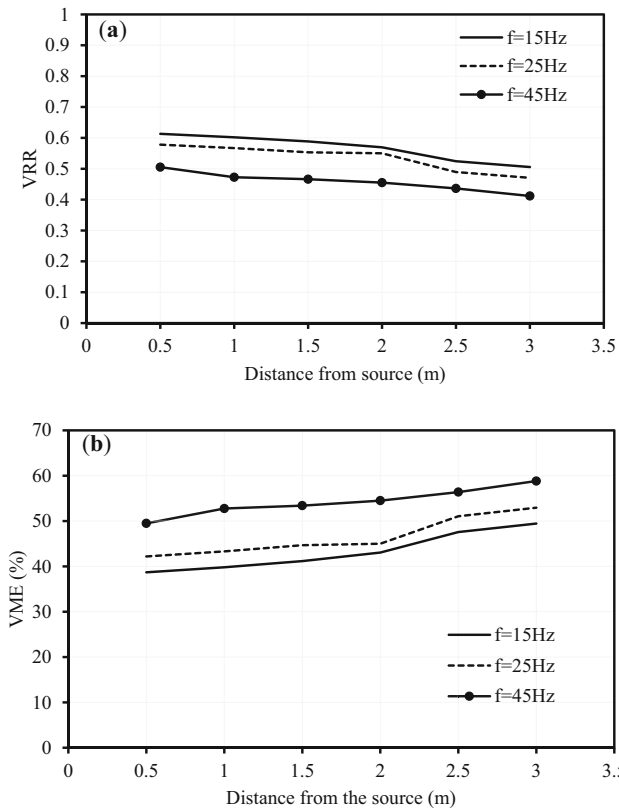 (a)
f=15Hz
f=25Hz
f=45Hz
1
0.9
0.8
0.7
0.6
0.5
0.4
0.3
0.2
0.1
0
VRR
0 0.5 1 1.5 2 2.5 3 3.5
Distance from source (m)
(b)
70
60
50
40
30
20
10
0
VME (%)
f=15Hz
f=25Hz
f=45Hz
0 0.5 1 1.5 2 2.5 3 3.5
Distance from the source (m)